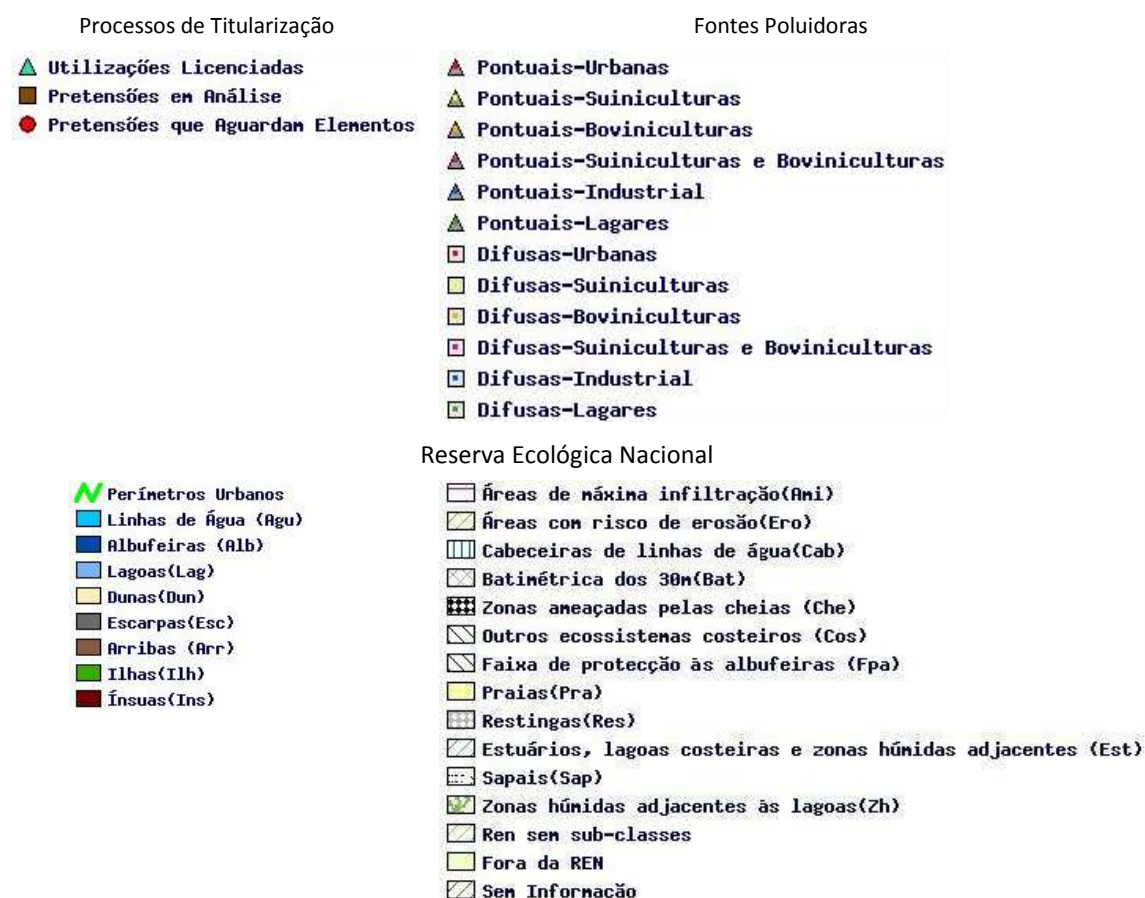 Processos de Titularização
Utilizações Licenciadas
Pretensões em Análise
Pretensões que Aguardam Elementos
Fontes Poluidoras
Pontuais-Urbanas
Pontuais-Suiniculturas
Pontuais-Boviniculturas
Pontuais-Suiniculturas e Boviniculturas
Pontuais-Industrial
Pontuais-Lagares
Difusas-Urbanas
Difusas-Suiniculturas
Difusas-Boviniculturas
Difusas-Suiniculturas e Boviniculturas
Difusas-Industrial
Difusas-Lagares
Reserva Ecológica Nacional
Perímetros Urbanos
Linhas de Água (Agu)
Albufeiras (Alb)
Lagoas(Lag)
Dunas(Dun)
Escarpas(Esc)
Arribas (Arr)
Ilhas(Ilh)
Ínsuas(Ins)
Áreas de máxima infiltração(Ami)
Áreas com risco de erosão(Ero)
Cabeceiras de linhas de água(Cab)
Batimétrica dos 30m(Bat)
Zonas ameaçadas pelas cheias (Che)
Outros ecossistemas costeiros (Cos)
Faixa de protecção às albufeiras (Fpa)
Praias(Pra)
Restingas(Res)
Estuários, lagoas costeiras e zonas húmidas adjacentes (Est)
Sapais(Sap)
Zonas húmidas adjacentes às lagoas(Zh)
Ren sem sub-classes
Fora da REN
Sem Informação